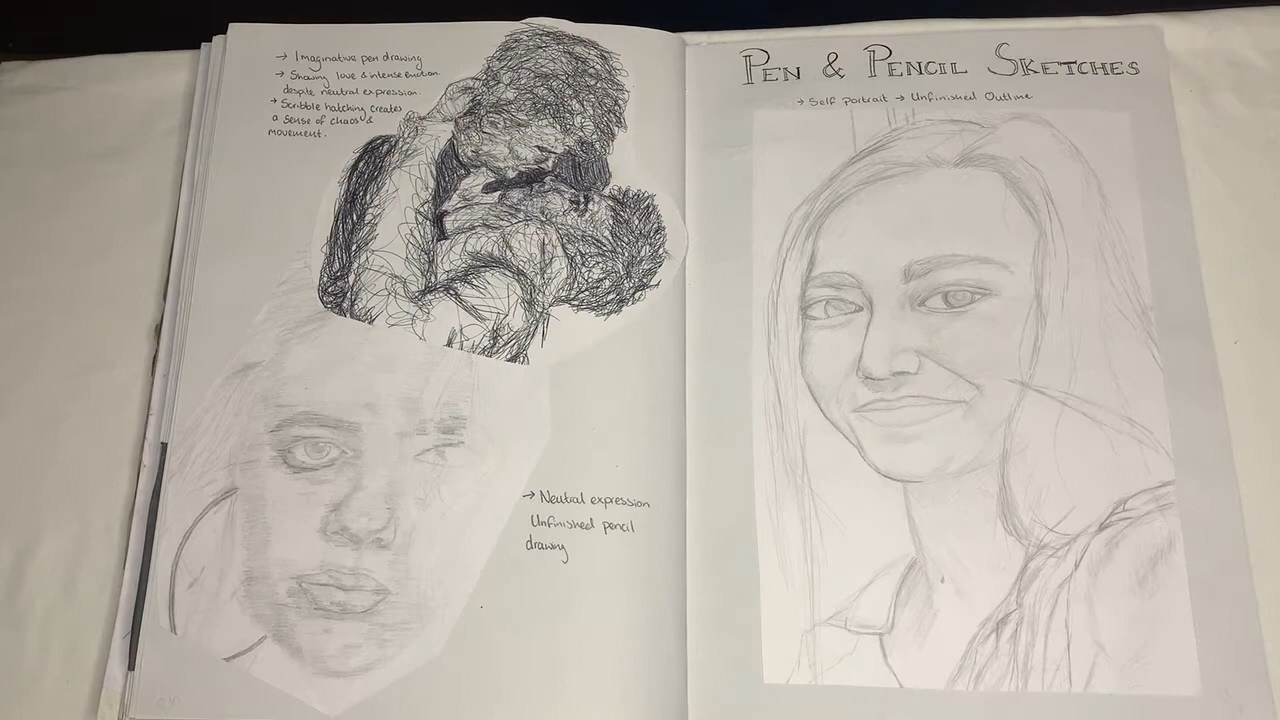 → Imaginative pen drawing
→ Showing love & intense emotion
despite neutral expression.
→ Scribble hatching creates
a sense of chaos &
movement.
→ Neutral expression
Unfinished pencil
drawing
PEN & PENCIL SKETCHES
→ Self Portrait → Unfinished Outline